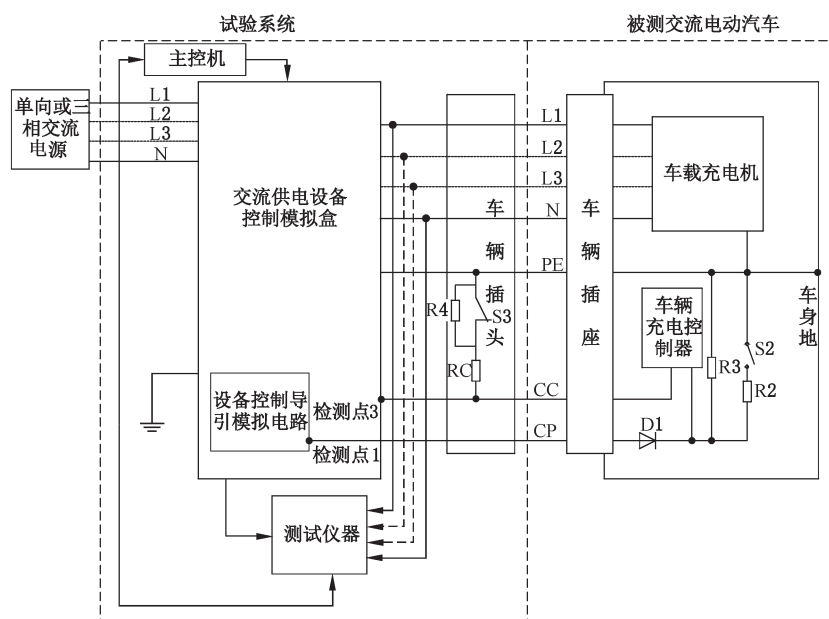 试验系统
被测交流电动汽车
主控机
单向或三
相交流
电源
L1
L2
L3
N
交流供电设备
控制模拟盒
设备控制导
引模拟电路
检测点3
检测点1
测试仪器
车
辆
插
头
R4
S3
RC
L1
L2
L3
N
PE
CC
CP
车
辆
插
座
车载充电机
车辆
充电控
制器
R3
S2
R2
D1
车
身
地